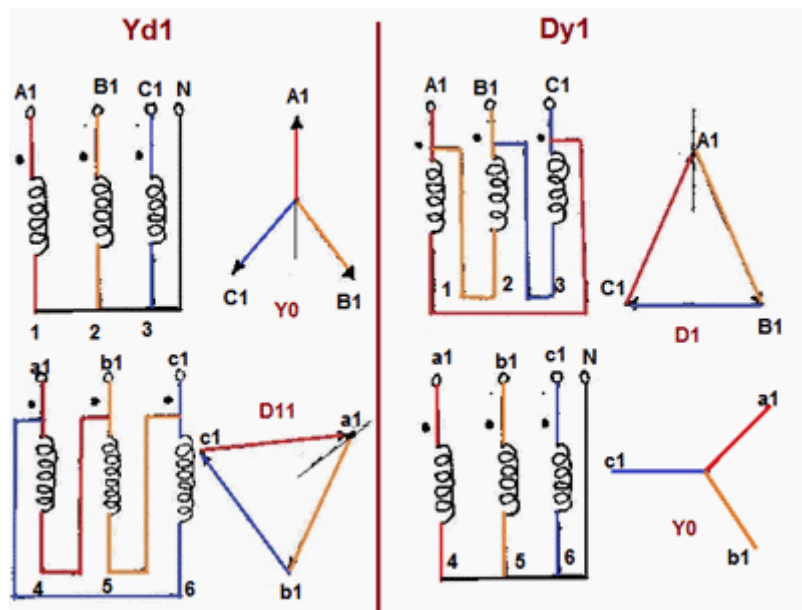 Yd1
A1 B1 C1 N
A1
C1 B1
Y0
1 2 3
a1 b1 c1
D11
c1 a1
b1
4 5 6
Dy1
A1 B1 C1
A1
C1 B1
D1
1 2 3
a1 b1 c1 N
a1
c1
b1
Y0
4 5 6